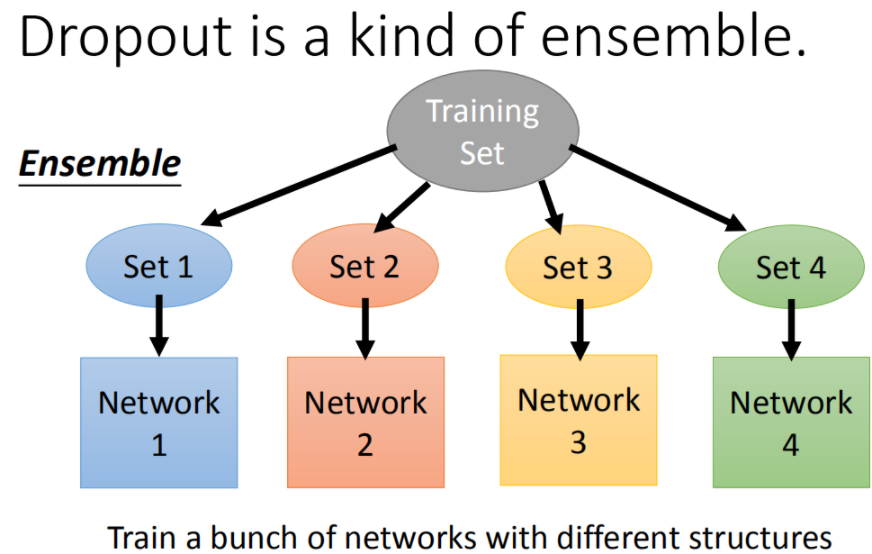 Dropout is a kind of ensemble.
Training
Set
Ensemble
Set 1
Set 2
Set 3
Set 4
Network
1
Network
2
Network
3
Network
4
Train a bunch of networks with different structures